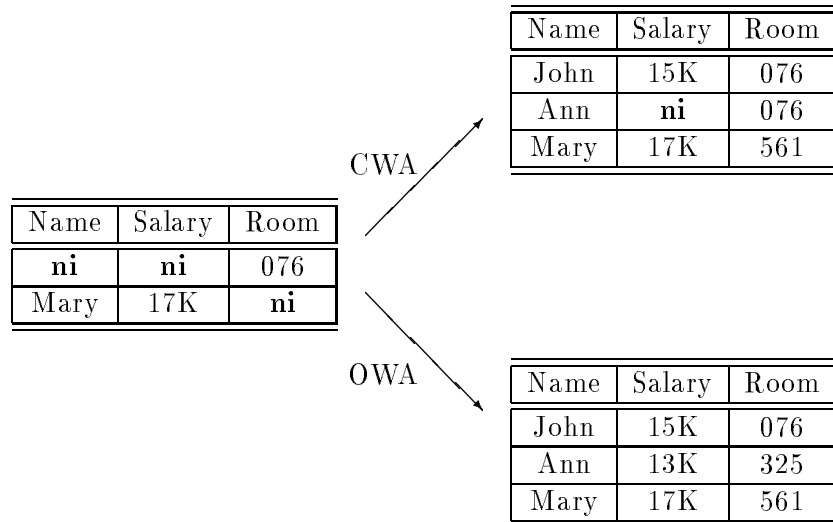 Name Salary Room
John 15K 076
Ann ni 076
Mary 17K 561
CWA
Name Salary Room
ni ni 076
Mary 17K ni
OWA
Name Salary Room
John 15K 076
Ann 13K 325
Mary 17K 561